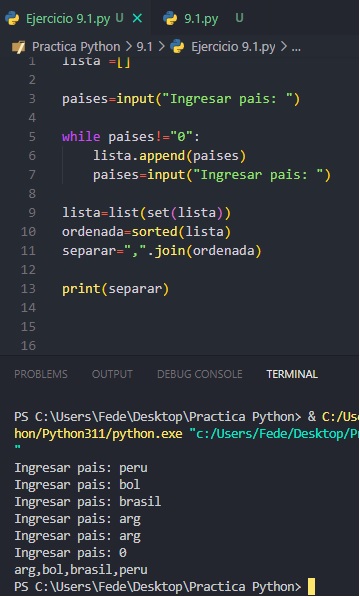 Ejercicio 9.1.py U × 9.1.py U
Practica Python > 9.1 > Ejercicio 9.1.py > ...
1 lista =[]
2
3 paises=input("Ingresar pais: ")
4
5 while paises!="0":
6 lista.append(paises)
7 paises=input("Ingresar pais: ")
8
9 lista=list(set(lista))
10 ordenada=sorted(lista)
11 separar=",".join(ordenada)
12
13 print(separar)
14
15
16
PROBLEMS OUTPUT DEBUG CONSOLE TERMINAL
PS C:\Users\Fede\Desktop\Practica Python> & C:/Us
hon/Python311/python.exe "c:/Users/Fede/Desktop/Pr
"
Ingresar pais: peru
Ingresar pais: bol
Ingresar pais: brasil
Ingresar pais: arg
Ingresar pais: arg
Ingresar pais: 0
arg,bol,brasil,peru
PS C:\Users\Fede\Desktop\Practica Python>